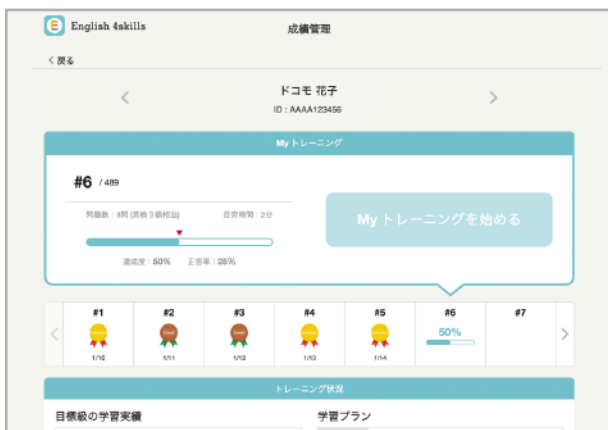 English 4skills
成績管理
く 戻る
ドコモ 花子
ID : AAAA123456
My トレーニング
#6 / 489
問題数：3問 (英検３級相当)
目安時間：2分
達成度：50% 正答率：25%
My トレーニングを始める
#1 #2 #3 #4 #5 #6 #7
50%
1/10 1/11 1/12 1/13 1/14
トレーニング状況
目標級の学習実績
学習プラン